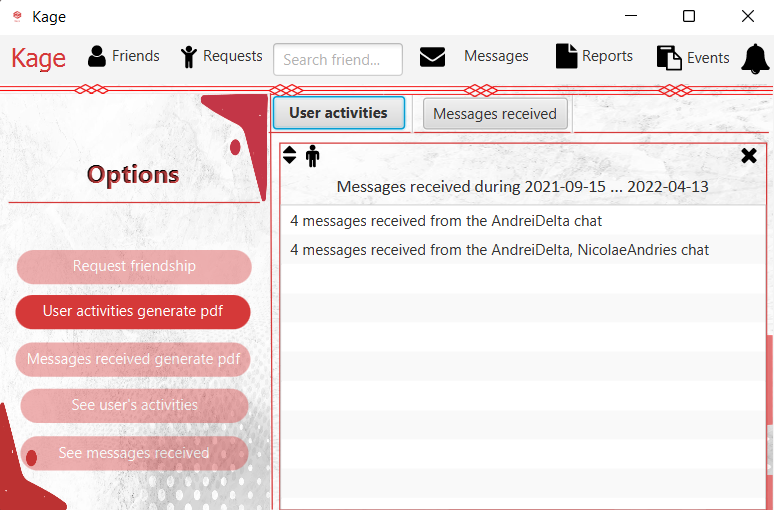 Kage
Kage Friends Requests Search friend... Messages Reports Events
User activities Messages received
Options
Messages received during 2021-09-15 ... 2022-04-13
4 messages received from the AndreiDelta chat
4 messages received from the AndreiDelta, NicolaeAndries chat
Request friendship
User activities generate pdf
Messages received generate pdf
See user's activities
See messages received